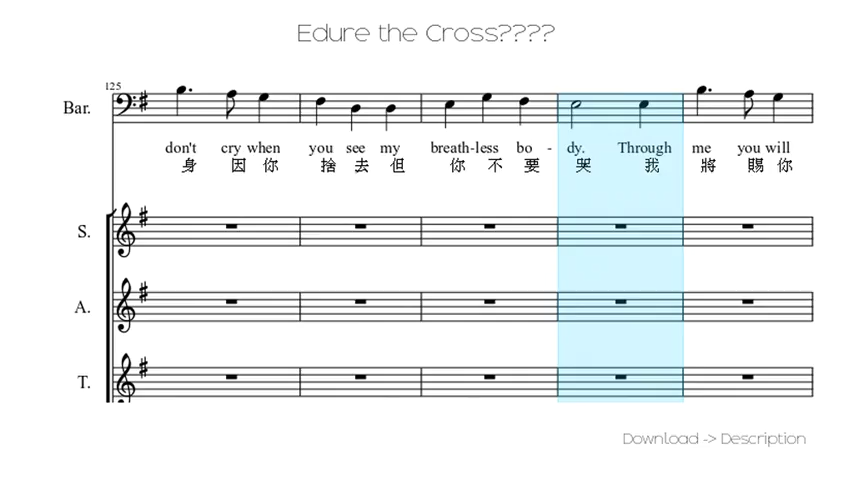 Edure the Cross????
125
Bar.
don't cry when you see my breath-less bo - dy. Through me you will
身 因 你 捨 去 但 你 不 要 哭 我 將 賜 你
S.
A.
T.
Download -> Description